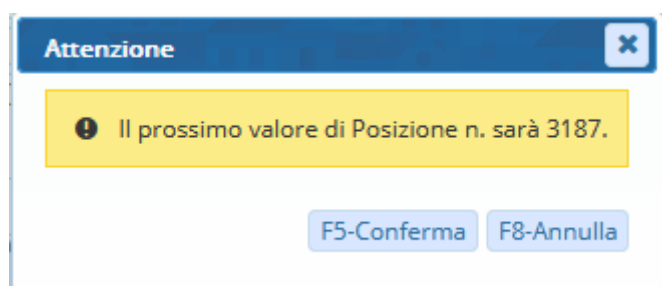 Attenzione
Il prossimo valore di Posizione n. sarà 3187.
F5-Conferma F8-Annulla